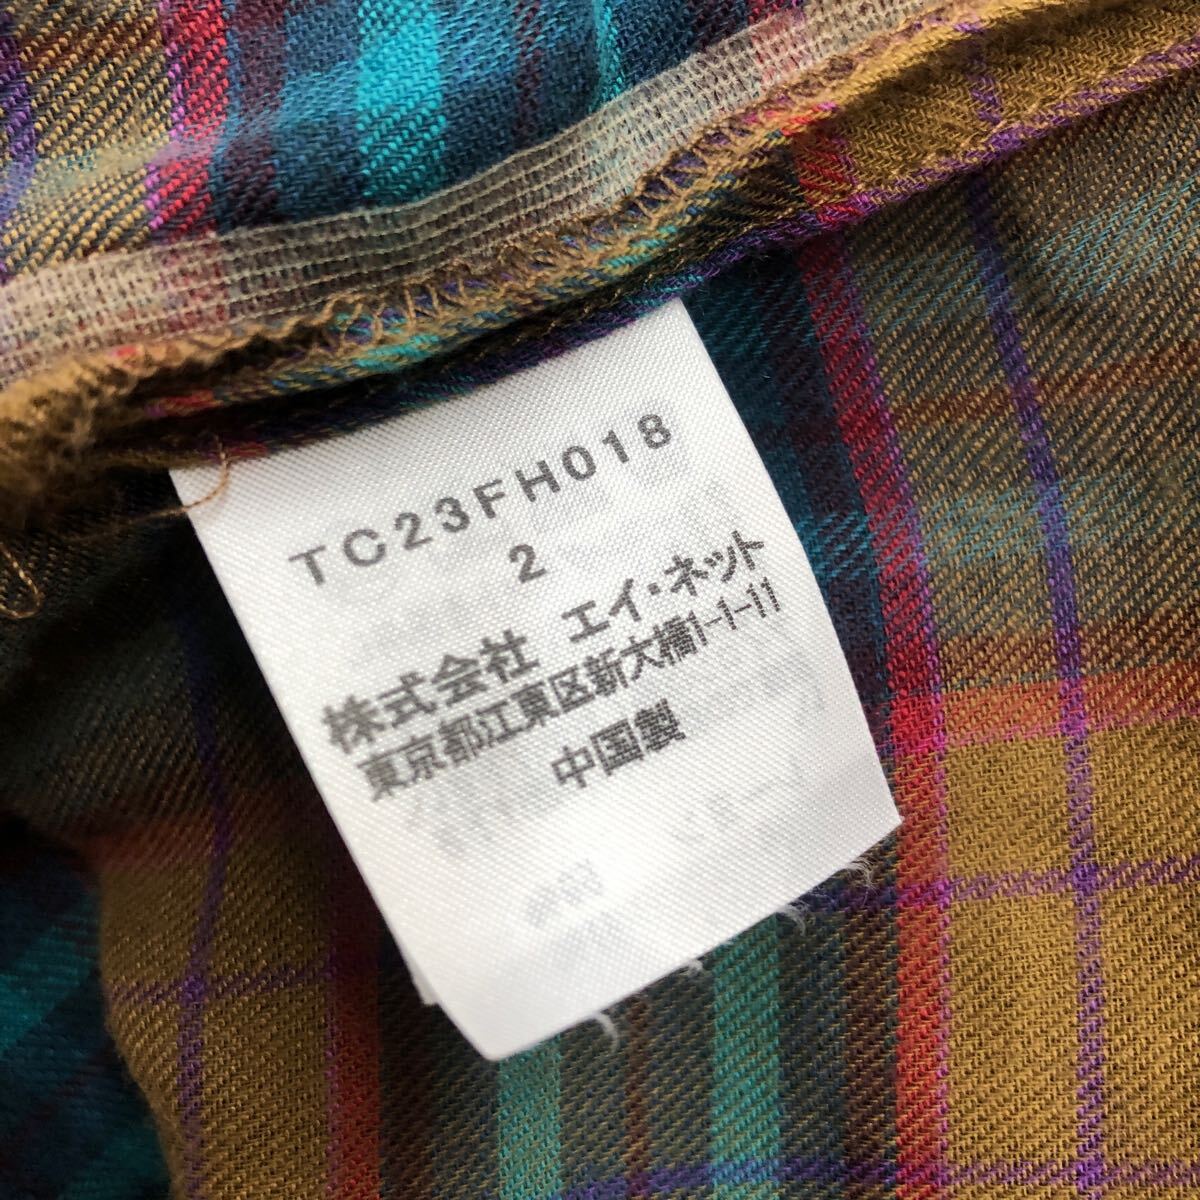 TC23FH018
2
株式会社 エイ・ネット
東京都江東区新大橋1-1-11
中国製